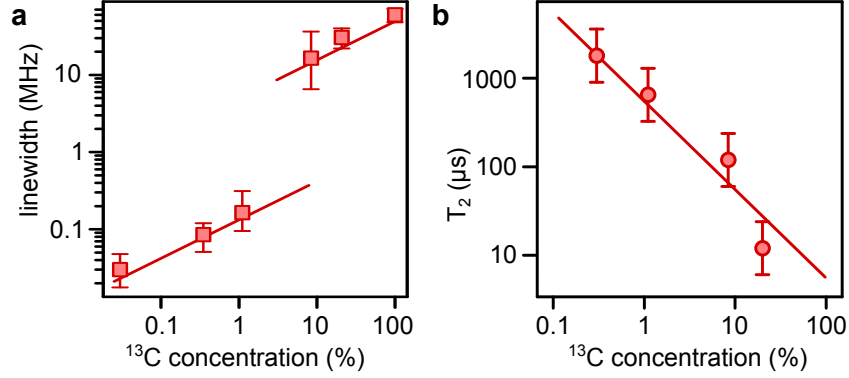 a
linewidth (MHz)
10
1
0.1
0.1 1 10 100
¹³C concentration (%)
b
T₂ (µs)
1000
100
10
0.1 1 10 100
¹³C concentration (%)